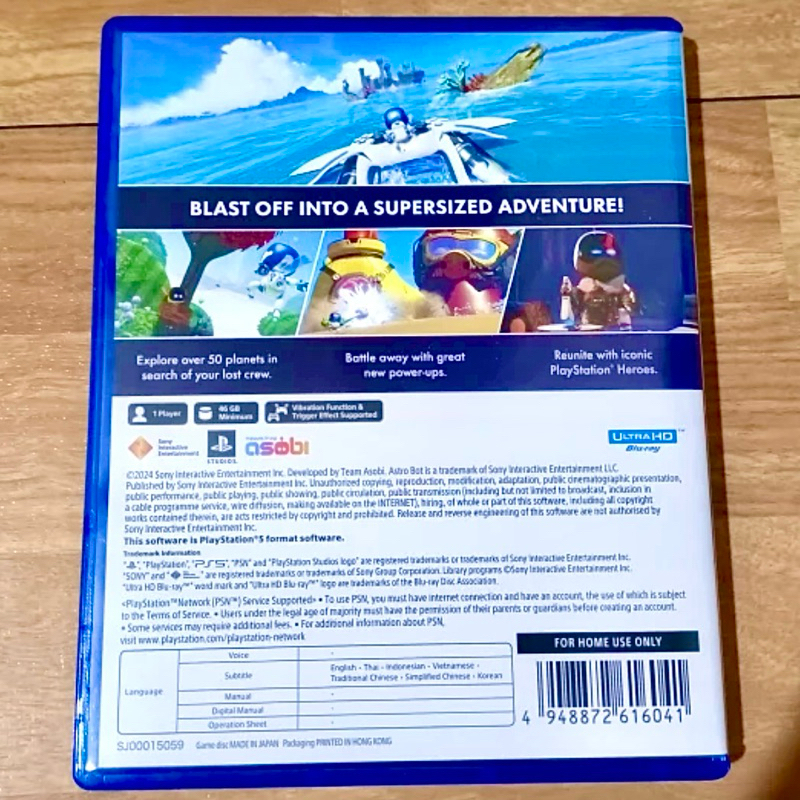 BLAST OFF INTO A SUPERSIZED ADVENTURE!
Explore over 50 planets in
search of your lost crew.
Battle away with great
new power-ups.
Reunite with iconic
PlayStation® Heroes.
1 Player
46 GB
Minimum
Vibration Function &
Trigger Effect Supported
Sony
Interactive
Entertainment
STUDIOS
asobi
ULTRA HD™
Blu-ray
©2024 Sony Interactive Entertainment Inc. Developed by Team Asobi. Astro Bot is a trademark of Sony Interactive Entertainment LLC.
Published by Sony Interactive Entertainment Inc. Unauthorized copying, reproduction, modification, adaptation, public cinematographic presentation,
public performance, public playing, public showing, public circulation, public transmission (including but not limited to broadcast, inclusion in
a cable programme service, wire diffusion, making available on the INTERNET), hiring, of whole or part of this software, including all copyright
works contained therein, are acts restricted by copyright and prohibited. Release and reverse engineering of this software are not authorised by
Sony Interactive Entertainment Inc.
This software is PlayStation®5 format software.
Trademark Information
"PlayStation", "PS5", "PSN" and "PlayStation Studios logo" are registered trademarks or trademarks of Sony Interactive Entertainment Inc.
"SONY" and " " are registered trademarks or trademarks of Sony Group Corporation. Library programs ©Sony Interactive Entertainment Inc.
"Ultra HD Blu-ray™" word mark and "Ultra HD Blu-ray™" logo are trademarks of the Blu-ray Disc Association.
<PlayStation™Network (PSN™) Service Supported> • To use PSN, you must have internet connection and have an account, the use of which is subject
to the Terms of Service. • Users under the legal age of majority must have the permission of their parents or guardians before creating an account.
• Some services may require additional fees. • For additional information about PSN,
visit www.playstation.com/playstation-network
FOR HOME USE ONLY
Language
Voice -
Subtitle English • Thai • Indonesian • Vietnamese •
Traditional Chinese • Simplified Chinese • Korean
Manual -
Digital Manual -
Operation Sheet -
4 948872 616041
SJ00015059 Game disc MADE IN JAPAN Packaging PRINTED IN HONG KONG